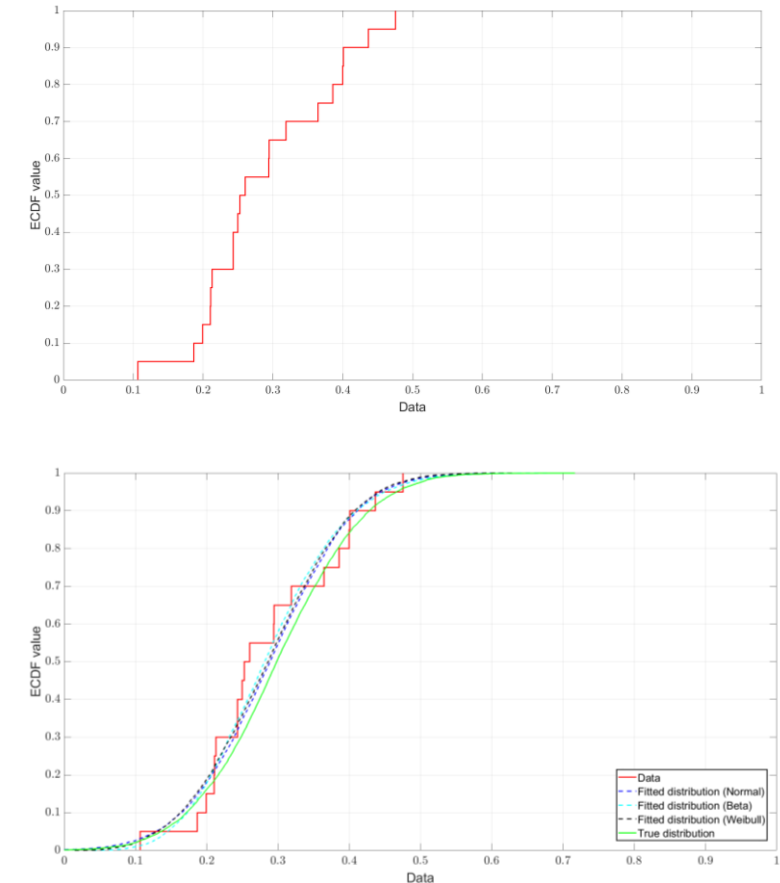 1
0.9
0.8
0.7
0.6
0.5
0.4
0.3
0.2
0.1
0
ECDF value
0 0.1 0.2 0.3 0.4 0.5 0.6 0.7 0.8 0.9 1
Data
1
0.9
0.8
0.7
0.6
0.5
0.4
0.3
0.2
0.1
0
ECDF value
Data
Fitted distribution (Normal)
Fitted distribution (Beta)
Fitted distribution (Weibull)
True distribution
0 0.1 0.2 0.3 0.4 0.5 0.6 0.7 0.8 0.9 1
Data